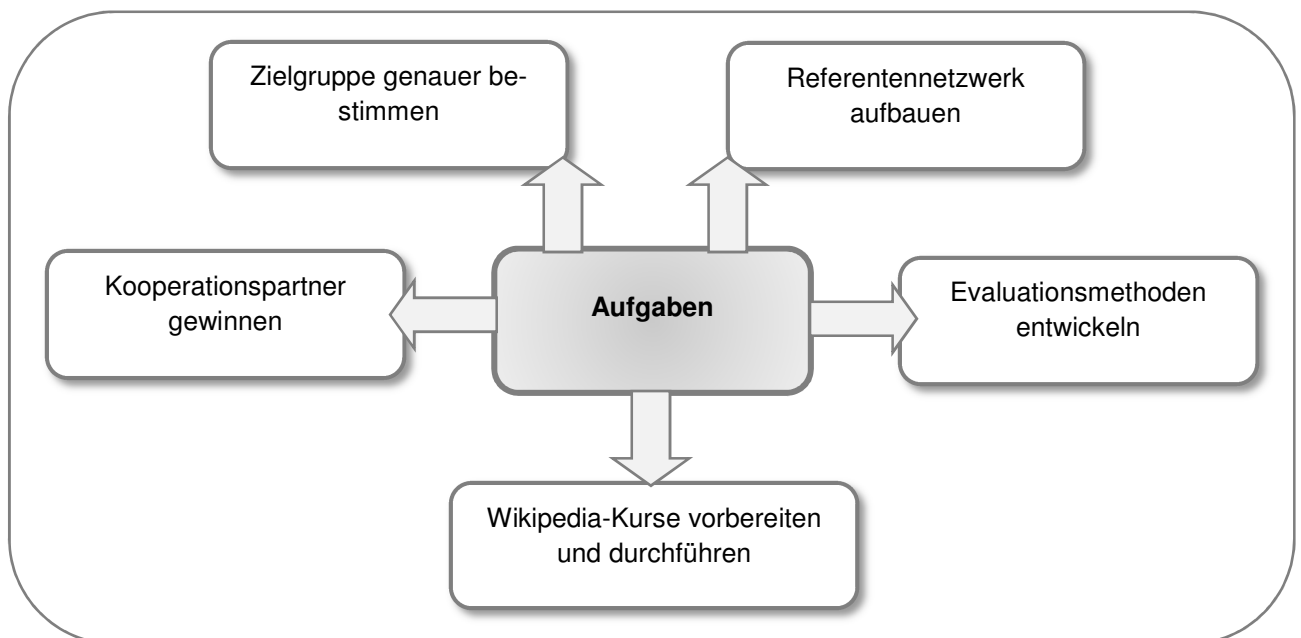 Zielgruppe genauer be-
stimmen
Referentennetzwerk
aufbauen
Kooperationspartner
gewinnen
Aufgaben
Evaluationsmethoden
entwickeln
Wikipedia-Kurse vorbereiten
und durchführen